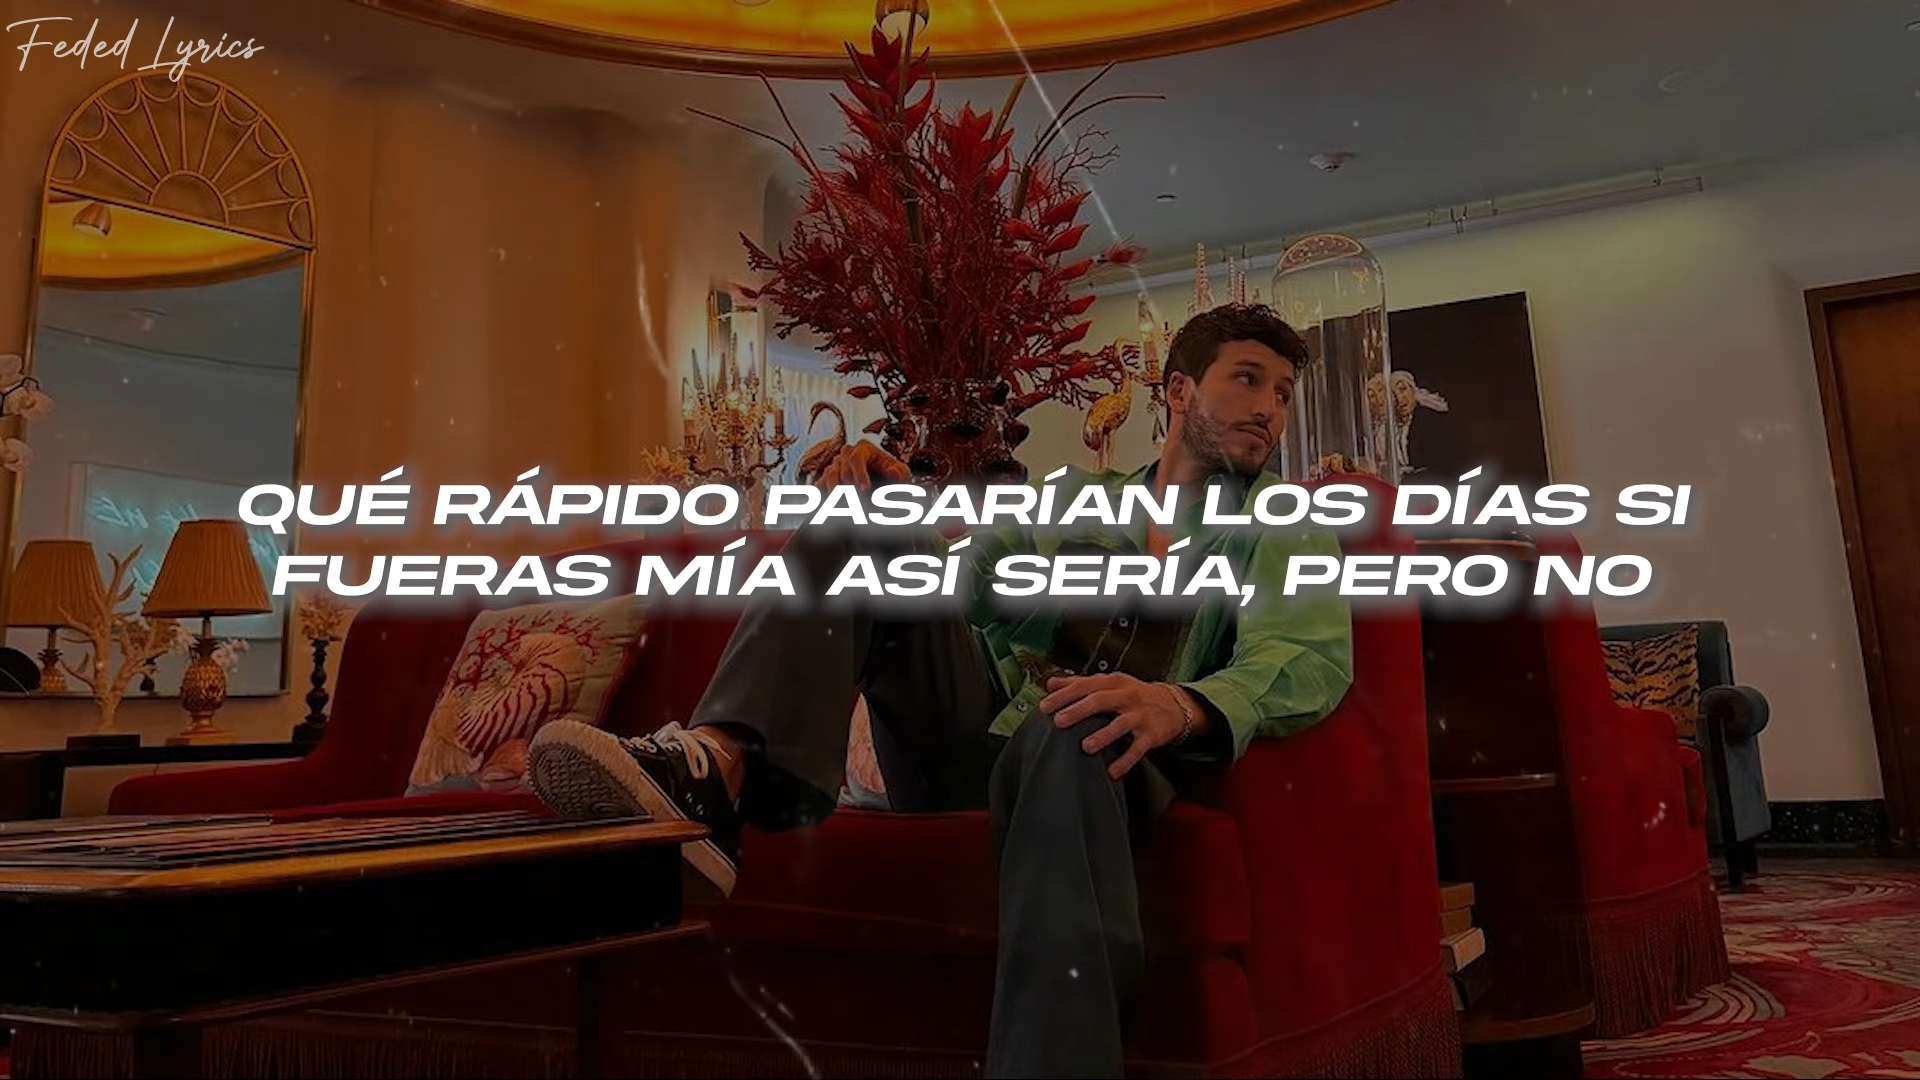 Feded Lyrics
QUÉ RÁPIDO PASARÍAN LOS DÍAS SI
FUERAS MÍA ASÍ SERÍA, PERO NO